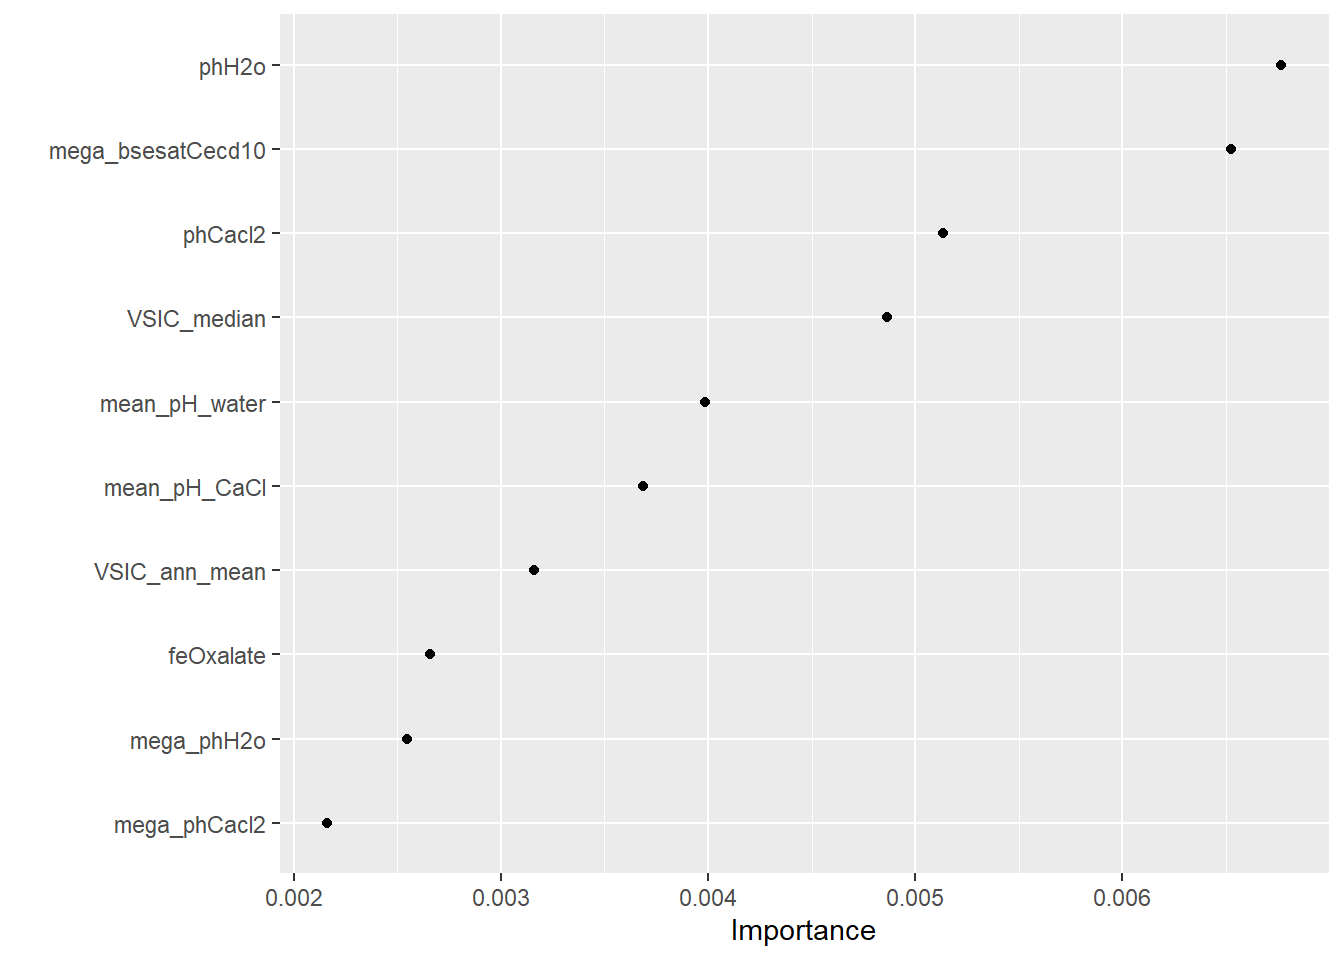 phH2o
mega_bsesatCecd10
phCacl2
VSIC_median
mean_pH_water
mean_pH_CaCl
VSIC_ann_mean
feOxalate
mega_phH2o
mega_phCacl2
0.002 0.003 0.004 0.005 0.006
Importance